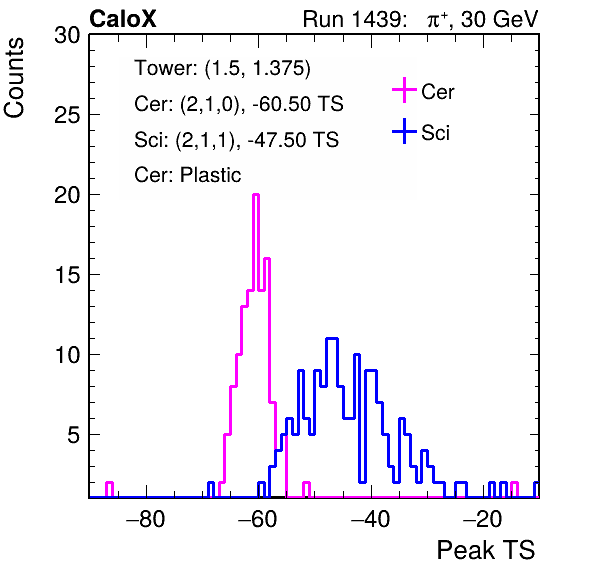 CaloX Run 1439: π⁺, 30 GeV
Counts
30
Tower: (1.5, 1.375)
Cer: (2,1,0), -60.50 TS
Sci: (2,1,1), -47.50 TS
Cer: Plastic
Cer
Sci
25
20
15
10
5
−80 −60 −40 −20
Peak TS